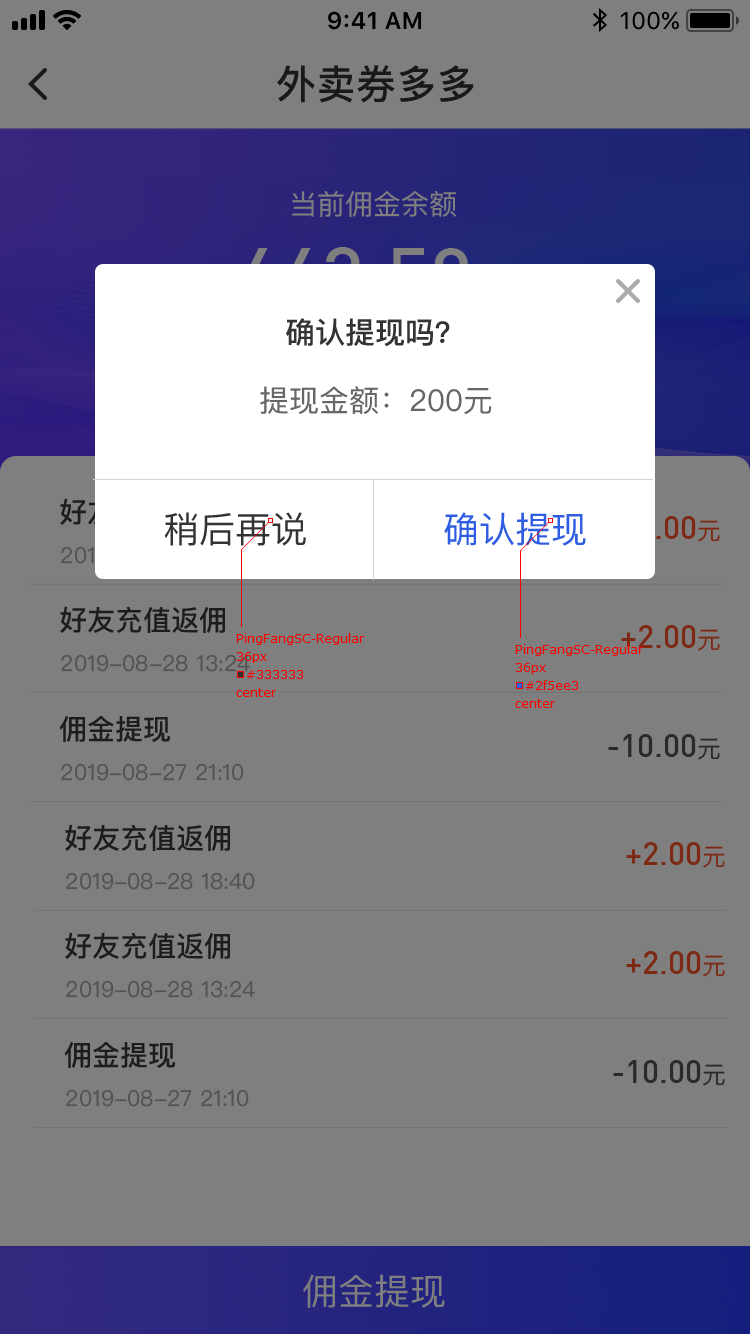 9:41 AM
100%
外卖券多多
当前佣金余额
确认提现吗?
提现金额：200元
稍后再说
确认提现
.00元
好
201
PingFangSC-Regular
36px
#333333
center
PingFangSC-Regular
36px
#2f5ee3
center
好友充值返佣
2019-08-28 13:24
+2.00元
佣金提现
2019-08-27 21:10
-10.00元
好友充值返佣
2019-08-28 18:40
+2.00元
好友充值返佣
2019-08-28 13:24
+2.00元
佣金提现
2019-08-27 21:10
-10.00元
佣金提现